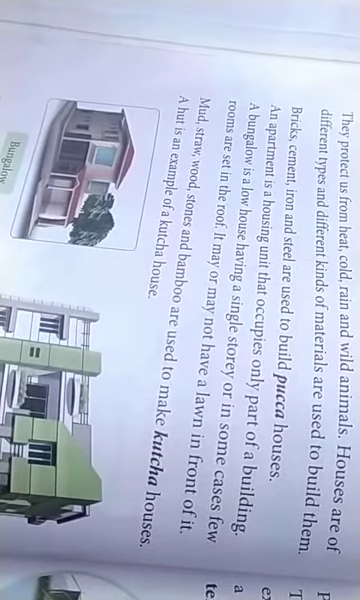 They protect us from heat, cold, rain and wild animals. Houses are of
different types and different kinds of materials are used to build them.
Bricks, cement, iron and steel are used to build pucca houses.
An apartment is a housing unit that occupies only part of a building.
A bungalow is a low house having a single storey or in some cases few
rooms are set in the roof. It may or may not have a lawn in front of it.
Mud, straw, wood, stones and bamboo are used to make kutcha houses.
A hut is an example of a kutcha house.
Bungalow
a
te